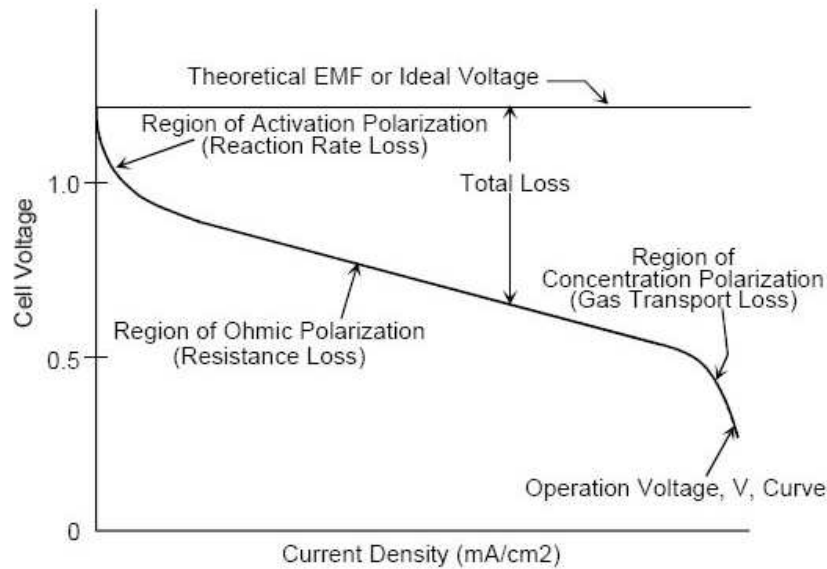 Theoretical EMF or Ideal Voltage
Region of Activation Polarization
(Reaction Rate Loss)
Total Loss
1.0
Region of
Concentration Polarization
(Gas Transport Loss)
Cell Voltage
Region of Ohmic Polarization
(Resistance Loss)
0.5
Operation Voltage, V, Curve
0
Current Density (mA/cm2)